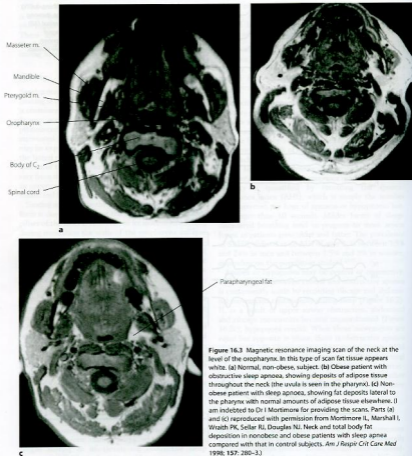 Masseter m.
Mandible
Pterygoid m.
Oropharynx
Body of C2
Spinal cord
a
b
Parapharyngeal fat
c
Figure 16.3 Magnetic resonance imaging scan of the neck at the
level of the oropharynx. In this type of scan fat tissue appears
white. (a) Normal, non-obese, subject. (b) Obese patient with
obstructive sleep apnoea, showing deposits of adipose tissue
throughout the neck (the uvula is seen in the pharynx). (c) Non-
obese patient with sleep apnoea, showing fat deposits lateral to
the pharynx with normal amounts of adipose tissue elsewhere. (I
am indebted to Dr I Mortimore for providing the scans. Parts (a)
and (c) reproduced with permission from Mortimore IL, Marshall I,
Wraith PK, Sellar RJ, Douglas NJ. Neck and total body fat
deposition in nonobese and obese patients with sleep apnea
compared with that in control subjects. Am J Respir Crit Care Med
1998; 157: 280–3.)